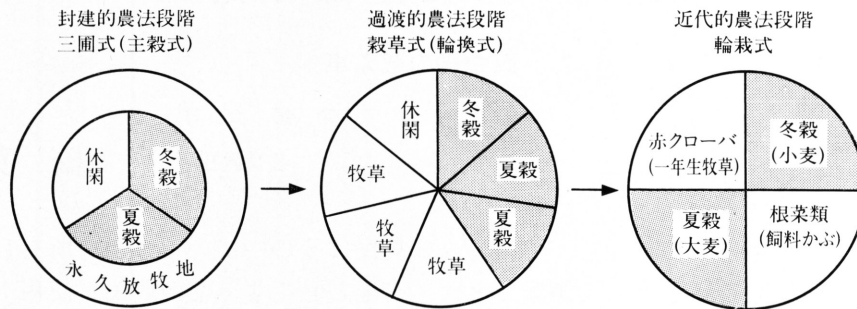 封建的農法段階
三圃式(主穀式)
休閑
冬穀
夏穀
永久放牧地
過渡的農法段階
穀草式(輪換式)
休閑
冬穀
牧草
夏穀
牧草
夏穀
牧草
近代的農法段階
輪栽式
赤クローバ
(一年生牧草)
冬穀
(小麦)
夏穀
(大麦)
根菜類
(飼料かぶ)